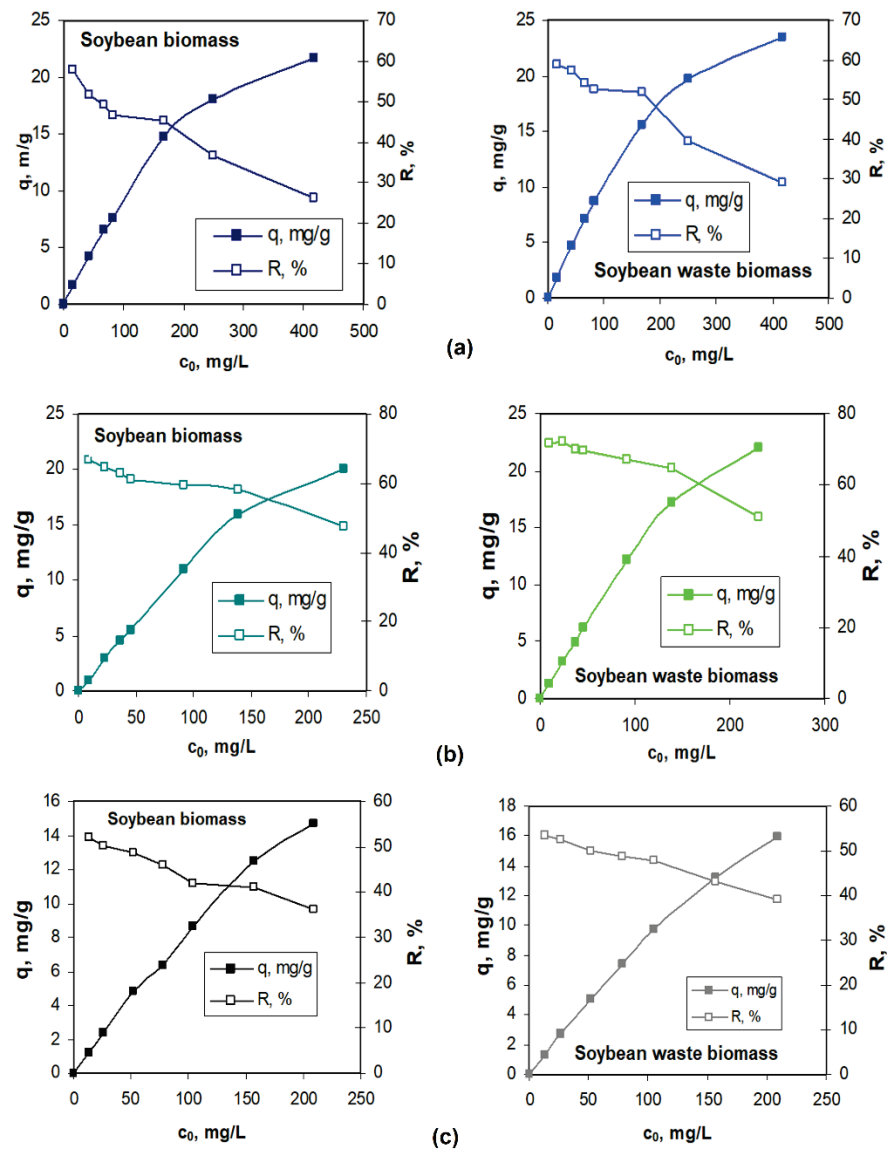 Soybean biomass
25
20
15
10
5
0
q, m/g
70
60
50
40
30
20
10
0
R, %
q, mg/g
R, %
0 100 200 300 400 500
c₀, mg/L
25
20
15
10
5
0
q, mg/g
70
60
50
40
30
20
10
0
R, %
q, mg/g
R, %
Soybean waste biomass
0 100 200 300 400 500
c₀, mg/L
(a)
Soybean biomass
25
20
15
10
5
0
q, mg/g
80
60
40
20
0
R, %
q, mg/g
R, %
0 50 100 150 200 250
c₀, mg/L
25
20
15
10
5
0
q, mg/g
80
60
40
20
0
R, %
q, mg/g
R, %
Soybean waste biomass
0 100 200 300
c₀, mg/L
(b)
Soybean biomass
16
14
12
10
8
6
4
2
0
q, mg/g
60
50
40
30
20
10
0
R, %
q, mg/g
R, %
0 50 100 150 200 250
c₀, mg/L
18
16
14
12
10
8
6
4
2
0
q, mg/g
60
50
40
30
20
10
0
R, %
q, mg/g
R, %
Soybean waste biomass
0 50 100 150 200 250
c₀, mg/L
(c)